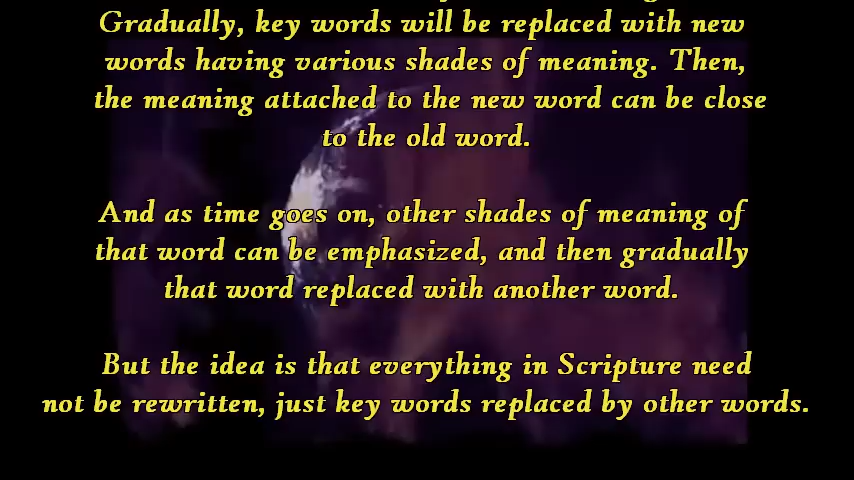 Gradually, key words will be replaced with new
words having various shades of meaning. Then,
the meaning attached to the new word can be close
to the old word.
And as time goes on, other shades of meaning of
that word can be emphasized, and then gradually
that word replaced with another word.
But the idea is that everything in Scripture need
not be rewritten, just key words replaced by other words.